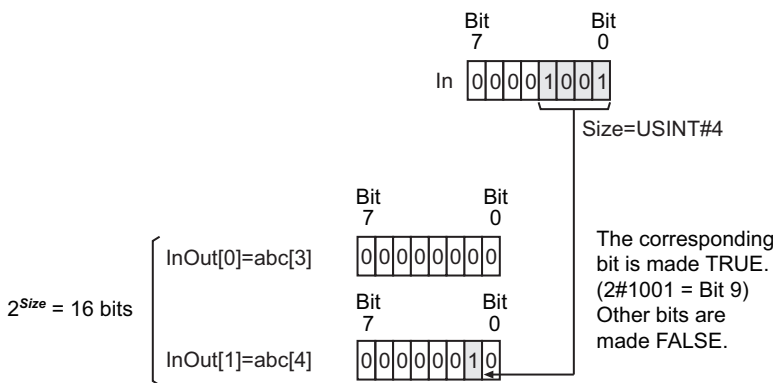 Bit Bit
7 0
In 0 0 0 0 1 0 0 1
Size=USINT#4
Bit Bit
7 0
InOut[0]=abc[3] 0 0 0 0 0 0 0 0
2^Size = 16 bits
Bit Bit
7 0
InOut[1]=abc[4] 0 0 0 0 0 0 1 0
The corresponding
bit is made TRUE.
(2#1001 = Bit 9)
Other bits are
made FALSE.